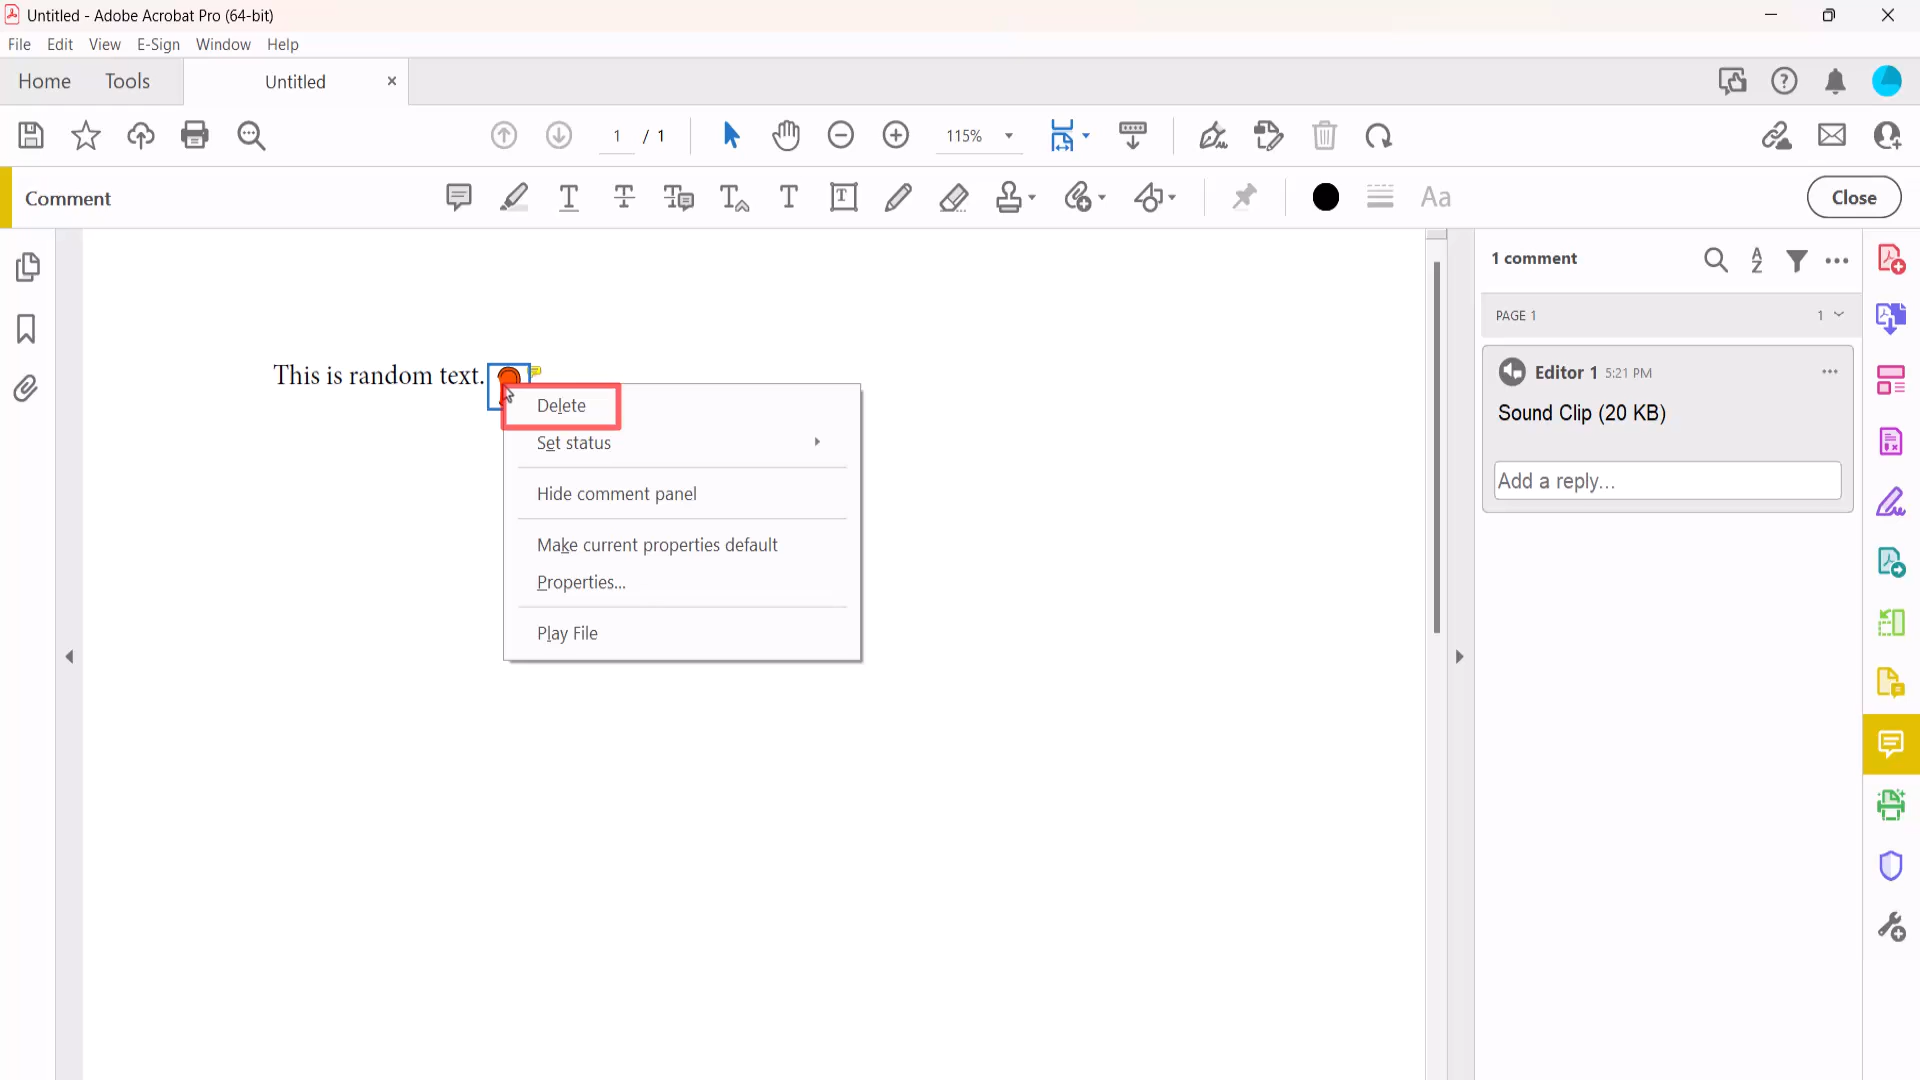 Untitled - Adobe Acrobat Pro (64-bit)
File Edit View E-Sign Window Help
Home Tools Untitled
1 / 1 115%
Comment
Aa
Close
1 comment
A
Z
PAGE 1 1
Editor 1 5:21 PM
Sound Clip (20 KB)
Add a reply...
This is random text.
Delete
Set status
Hide comment panel
Make current properties default
Properties...
Play File